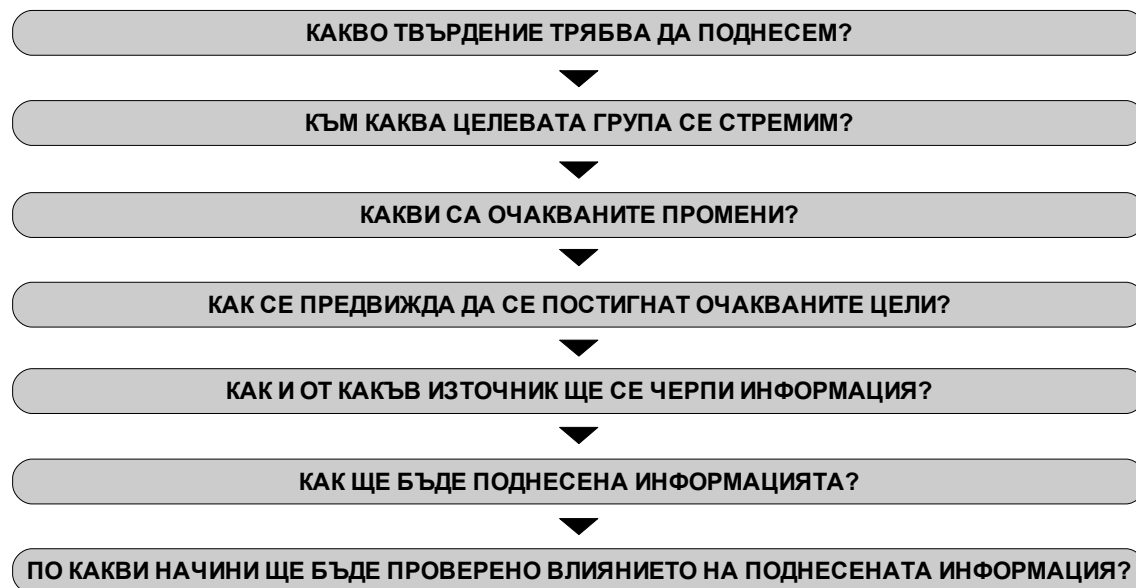 КАКВО ТВЪРДЕНИЕ ТРЯБВА ДА ПОДНЕСЕМ?
КЪМ КАКВА ЦЕЛЕВАТА ГРУПА СЕ СТРЕМИМ?
КАКВИ СА ОЧАКВАНИТЕ ПРОМЕНИ?
КАК СЕ ПРЕДВИЖДА ДА СЕ ПОСТИГНАТ ОЧАКВАНИТЕ ЦЕЛИ?
КАК И ОТ КАКЪВ ИЗТОЧНИК ЩЕ СЕ ЧЕРПИ ИНФОРМАЦИЯ?
КАК ЩЕ БЪДЕ ПОДНЕСЕНА ИНФОРМАЦИЯТА?
ПО КАКВИ НАЧИНИ ЩЕ БЪДЕ ПРОВЕРЕНО ВЛИЯНИЕТО НА ПОДНЕСЕНАТА ИНФОРМАЦИЯ?